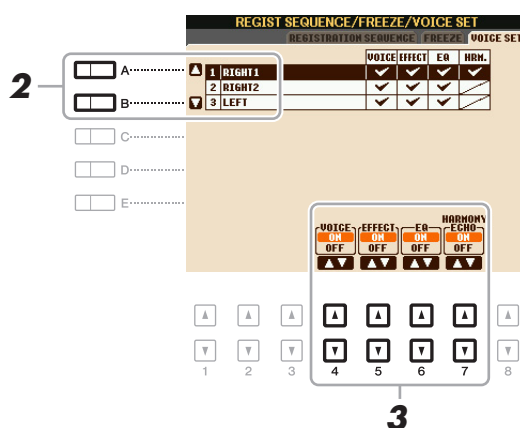 REGIST SEQUENCE/FREEZE/VOICE SET
REGISTRATION SEQUENCE FREEZE VOICE SET
VOICE EFFECT EQ HRM.
1 RIGHT1
2 RIGHT2
3 LEFT
2
A
B
C
D
E
VOICE EFFECT EQ HARMONY ECHO
ON ON ON ON
OFF OFF OFF OFF
1 2 3 4 5 6 7 8
3